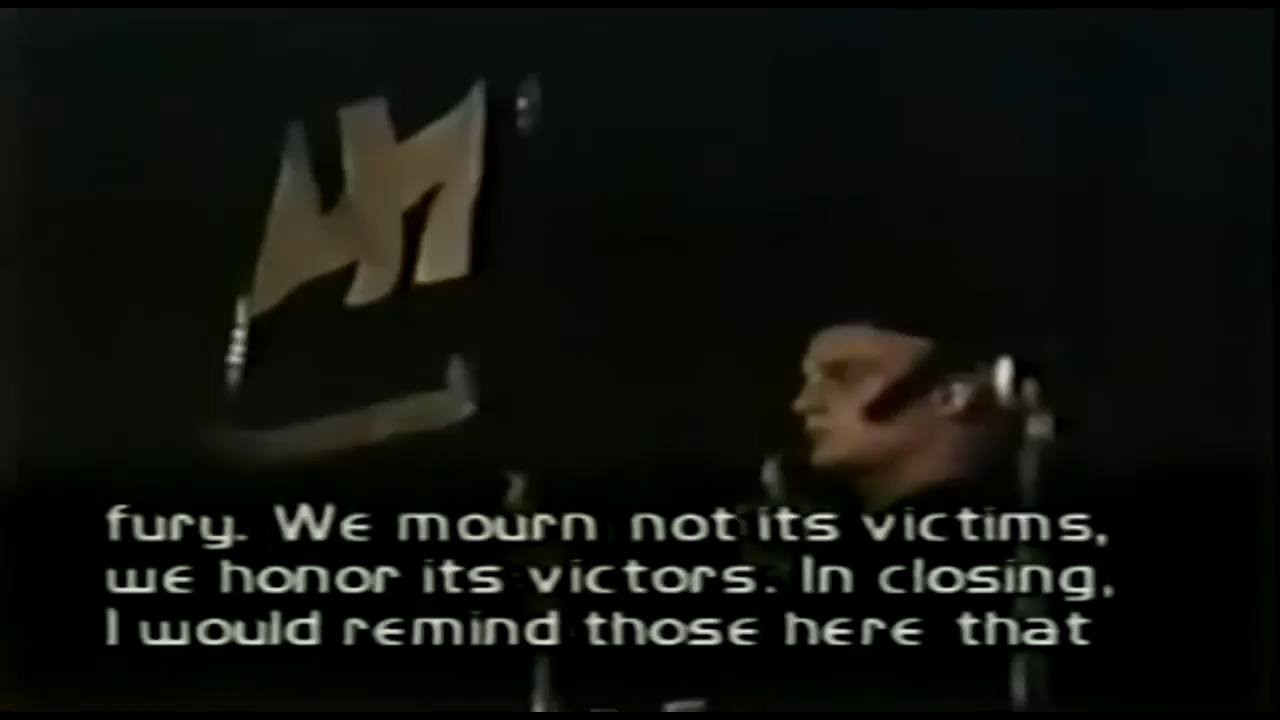 fury. We mourn not its victims,
we honor its victors. In closing,
I would remind those here that